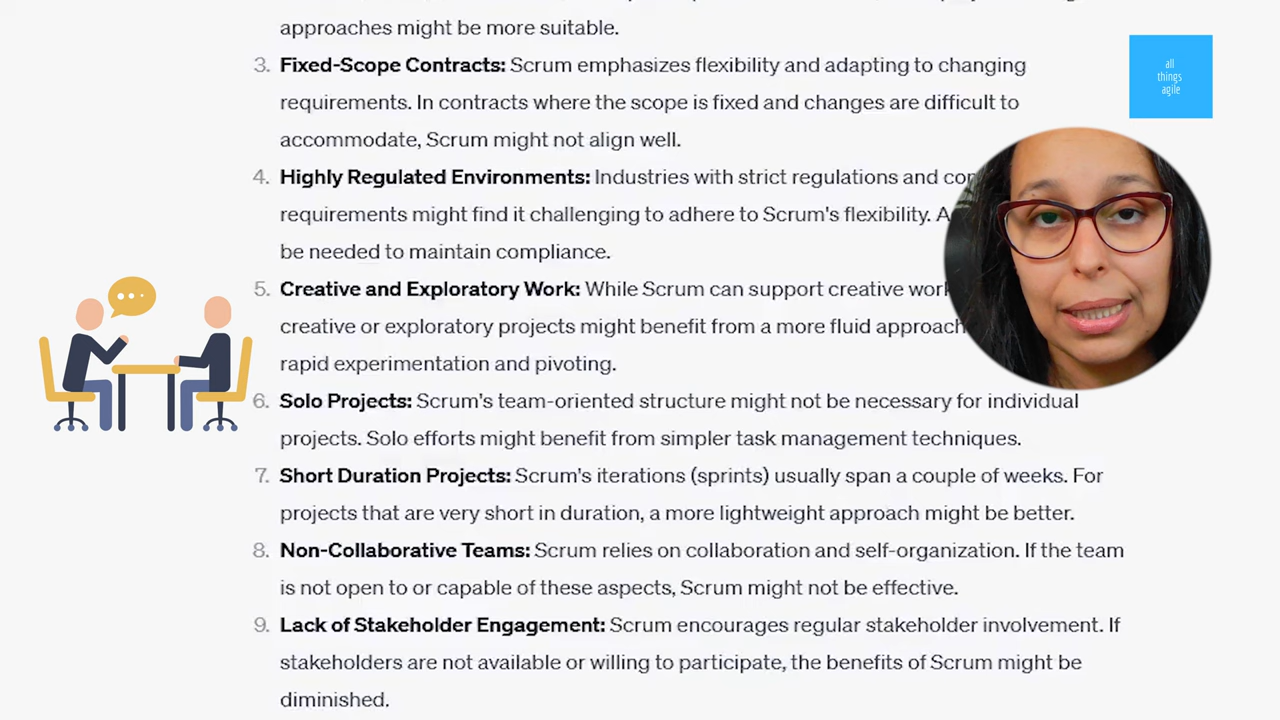 approaches might be more suitable.
3. Fixed-Scope Contracts: Scrum emphasizes flexibility and adapting to changing
requirements. In contracts where the scope is fixed and changes are difficult to
accommodate, Scrum might not align well.
4. Highly Regulated Environments: Industries with strict regulations and
requirements might find it challenging to adhere to Scrum's flexibility.
be needed to maintain compliance.
5. Creative and Exploratory Work: While Scrum can support creative
creative or exploratory projects might benefit from a more fluid approach
rapid experimentation and pivoting.
6. Solo Projects: Scrum's team-oriented structure might not be necessary for individual
projects. Solo efforts might benefit from simpler task management techniques.
7. Short Duration Projects: Scrum's iterations (sprints) usually span a couple of weeks. For
projects that are very short in duration, a more lightweight approach might be better.
8. Non-Collaborative Teams: Scrum relies on collaboration and self-organization. If the team
is not open to or capable of these aspects, Scrum might not be effective.
9. Lack of Stakeholder Engagement: Scrum encourages regular stakeholder involvement. If
stakeholders are not available or willing to participate, the benefits of Scrum might be
diminished.
all
things
agile